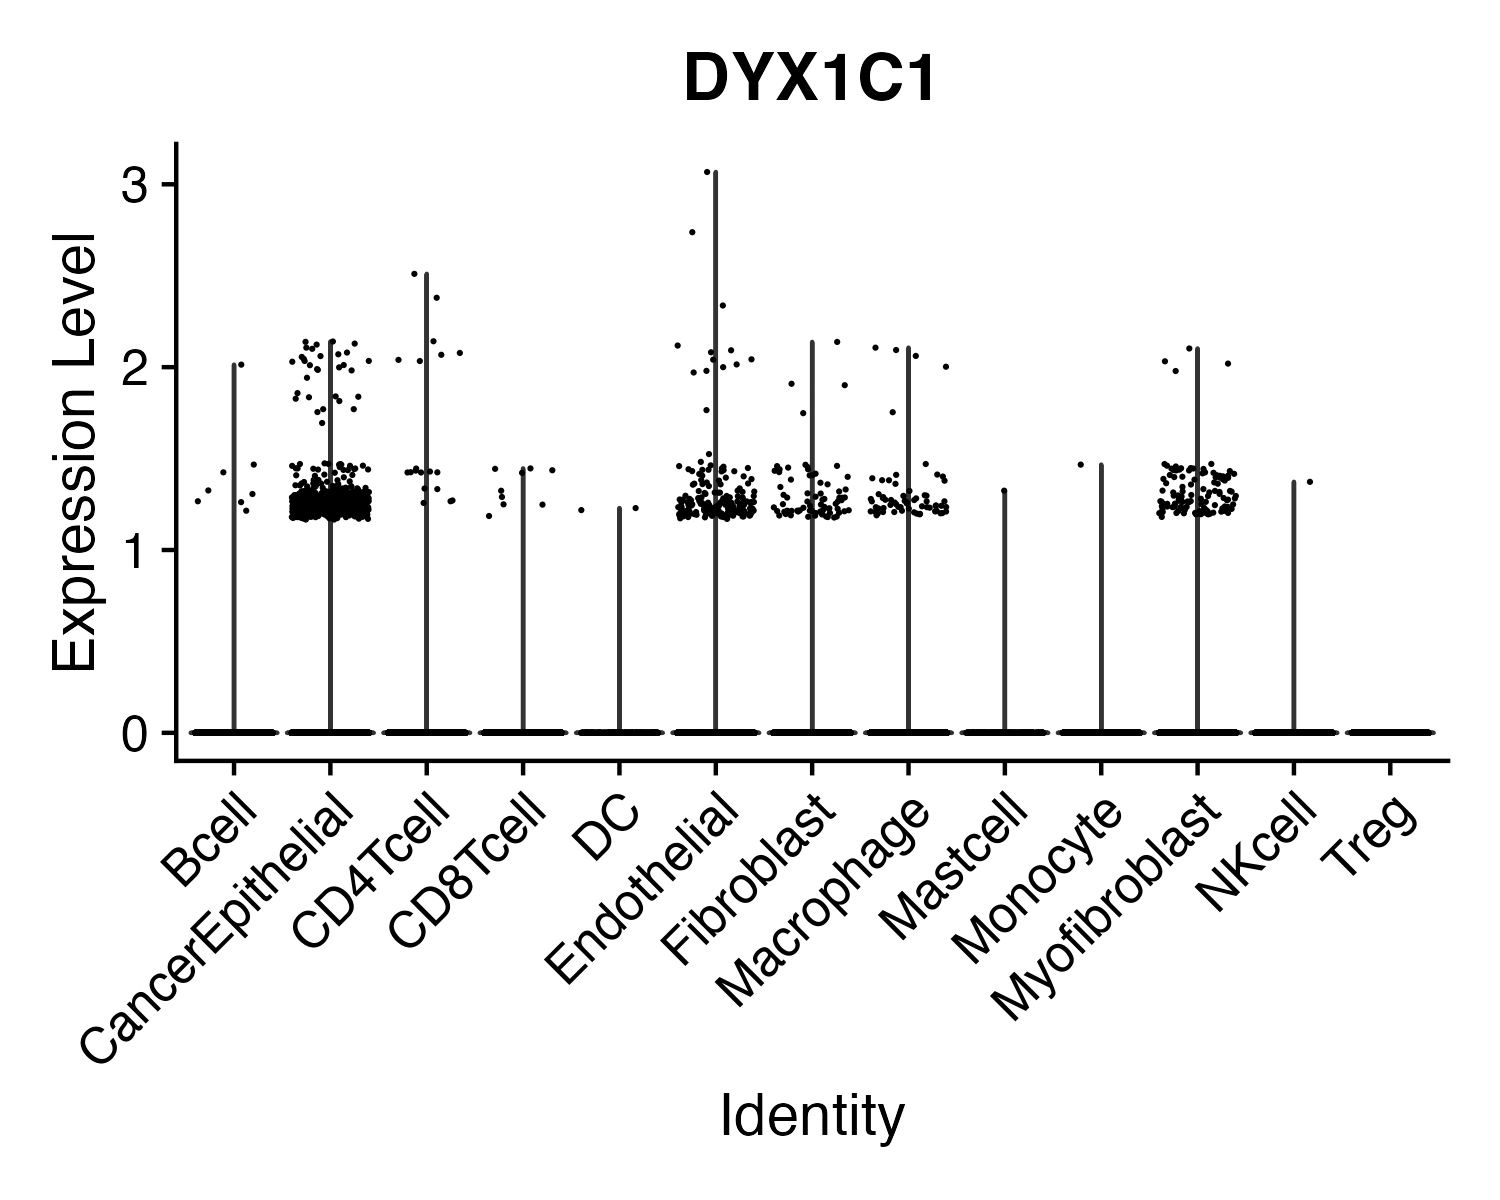 DYX1C1
Expression Level
3
2
1
0
Bcell
CancerEpithelial
CD4Tcell
CD8Tcell
DC
Endothelial
Fibroblast
Macrophage
Mastcell
Monocyte
Myofibroblast
NKcell
Treg
Identity